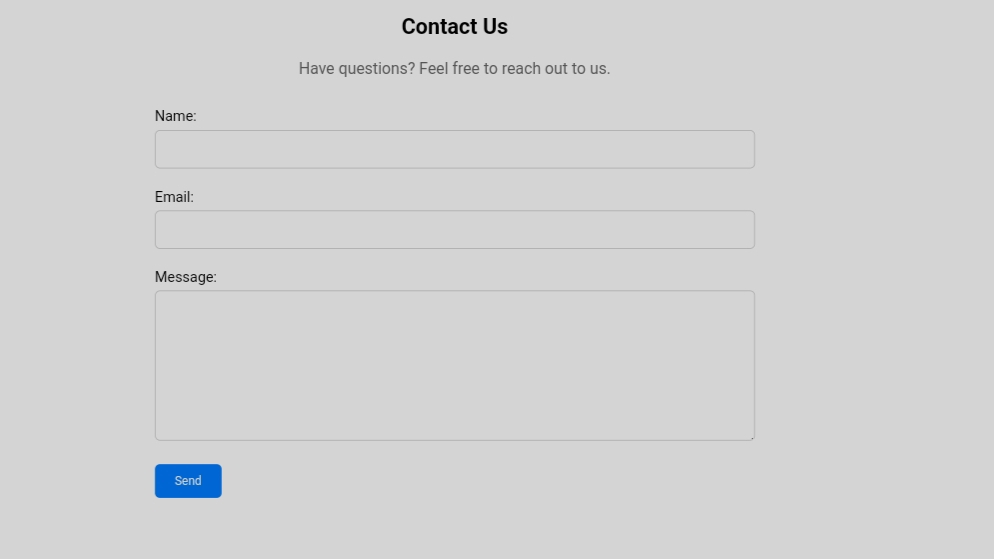 Contact Us
Have questions? Feel free to reach out to us.
Name:
Email:
Message:
Send